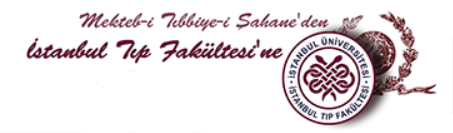 Mekteb-i Tıbbiye-i Şahane'den
İstanbul Tıp Fakültesi'ne
İSTANBUL ÜNİVERSİTESİ
İSTANBUL TIP FAKÜLTESİ